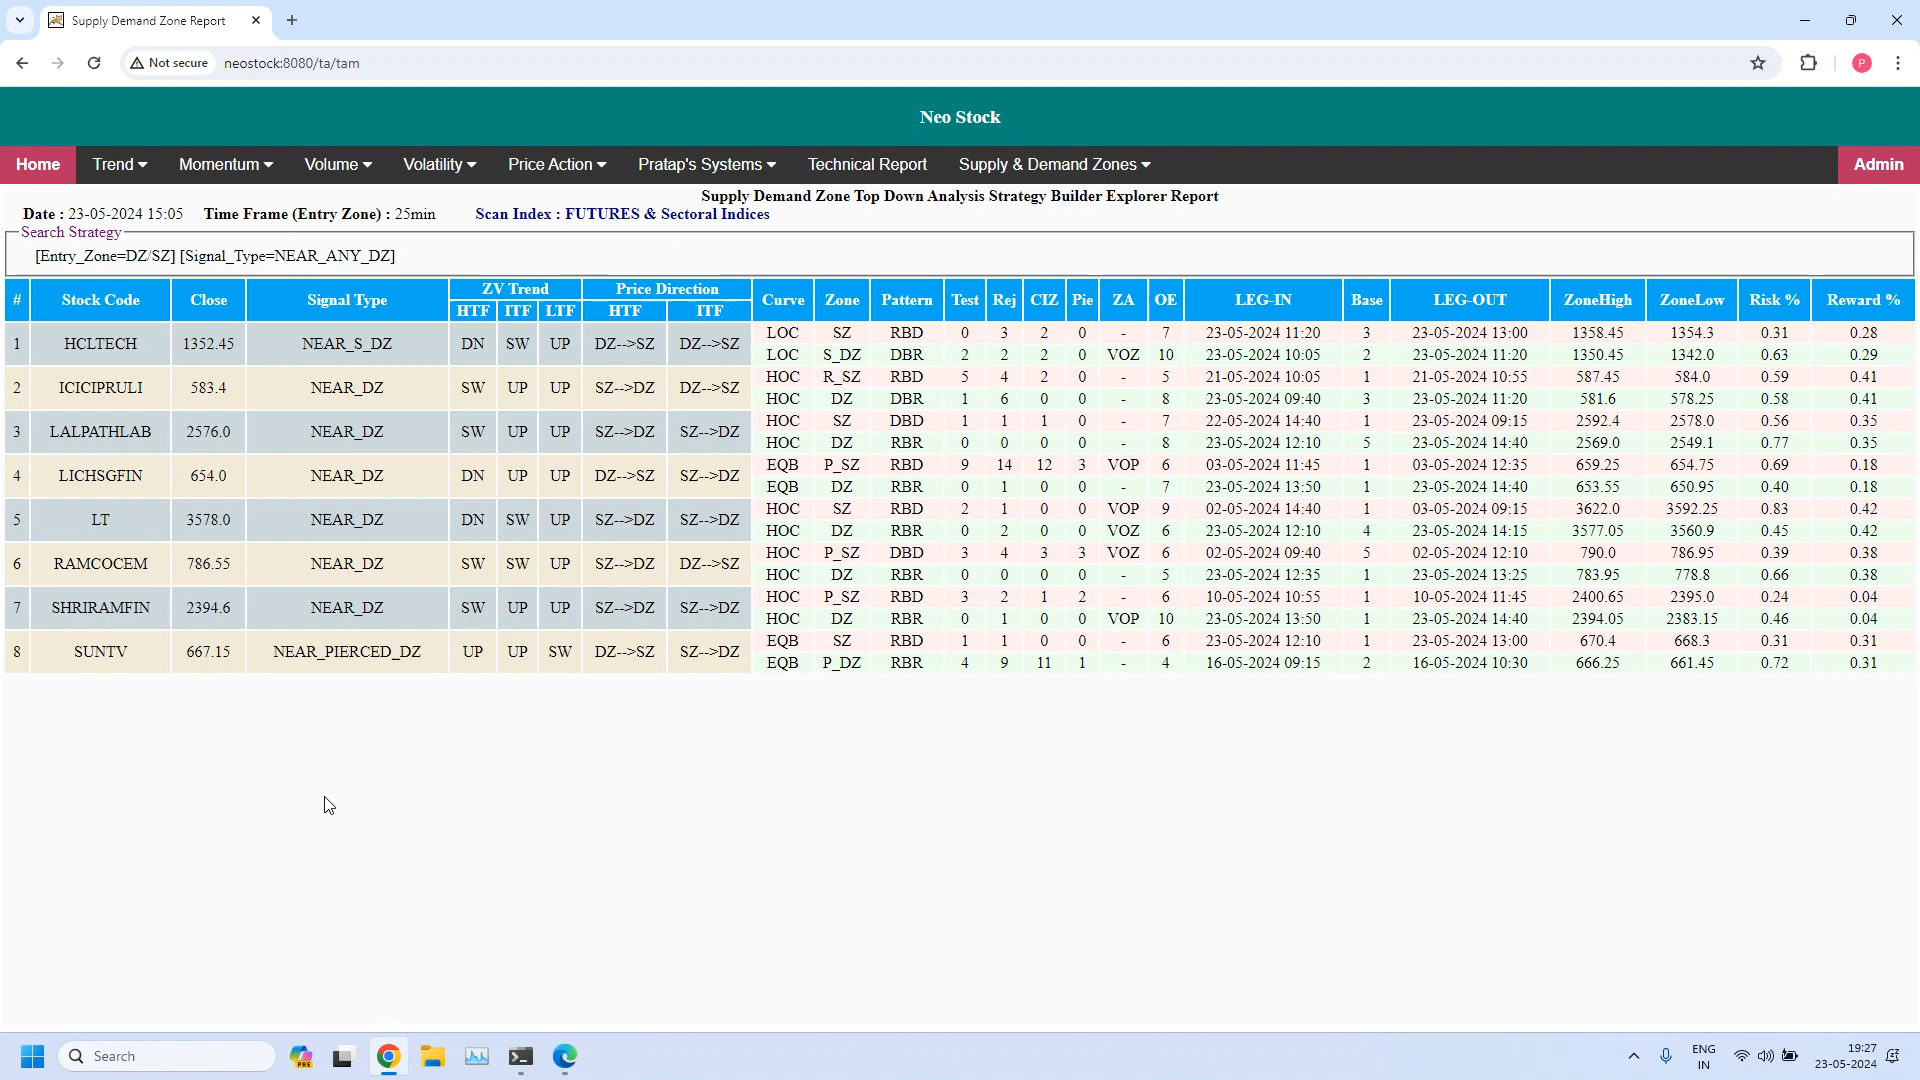 Supply Demand Zone Report
Not secure neostock:8080/ta/tam P
Neo Stock
Home Trend Momentum Volume Volatility Price Action Pratap's Systems Technical Report Supply & Demand Zones Admin
Supply Demand Zone Top Down Analysis Strategy Builder Explorer Report
Date : 23-05-2024 15:05 Time Frame (Entry Zone) : 25min Scan Index : FUTURES & Sectoral Indices
Search Strategy
[Entry_Zone=DZ/SZ] [Signal_Type=NEAR_ANY_DZ]
# Stock Code Close Signal Type ZV Trend Price Direction Curve Zone Pattern Test Rej CIZ Pie ZA OE LEG-IN Base LEG-OUT ZoneHigh ZoneLow Risk % Reward %
HTF ITF LTF HTF ITF
1 HCLTECH 1352.45 NEAR_S_DZ DN SW UP DZ-->SZ DZ-->SZ LOC SZ RBD 0 3 2 0 - 7 23-05-2024 11:20 3 23-05-2024 13:00 1358.45 1354.3 0.31 0.28
LOC S_DZ DBR 2 2 2 0 VOZ 10 23-05-2024 10:05 2 23-05-2024 11:20 1350.45 1342.0 0.63 0.29
2 ICICIPRULI 583.4 NEAR_DZ SW UP UP SZ-->DZ DZ-->SZ HOC R_SZ RBD 5 4 2 0 - 5 21-05-2024 10:05 1 21-05-2024 10:55 587.45 584.0 0.59 0.41
HOC DZ DBR 1 6 0 0 - 8 23-05-2024 09:40 3 23-05-2024 11:20 581.6 578.25 0.58 0.41
3 LALPATHLAB 2576.0 NEAR_DZ SW UP UP SZ-->DZ SZ-->DZ HOC SZ DBD 1 1 1 0 - 7 22-05-2024 14:40 1 23-05-2024 09:15 2592.4 2578.0 0.56 0.35
HOC DZ RBR 0 0 0 0 - 8 23-05-2024 12:10 5 23-05-2024 14:40 2569.0 2549.1 0.77 0.35
4 LICHSGFIN 654.0 NEAR_DZ DN UP UP DZ-->SZ SZ-->DZ EQB P_SZ RBD 9 14 12 3 VOP 6 03-05-2024 11:45 1 03-05-2024 12:35 659.25 654.75 0.69 0.18
EQB DZ RBR 0 1 0 0 - 7 23-05-2024 13:50 1 23-05-2024 14:40 653.55 650.95 0.40 0.18
5 LT 3578.0 NEAR_DZ DN SW UP SZ-->DZ SZ-->DZ HOC SZ RBD 2 1 0 0 VOP 9 02-05-2024 14:40 1 03-05-2024 09:15 3622.0 3592.25 0.83 0.42
HOC DZ RBR 0 2 0 0 VOZ 6 23-05-2024 12:10 4 23-05-2024 14:15 3577.05 3560.9 0.45 0.42
6 RAMCOCEM 786.55 NEAR_DZ SW SW UP SZ-->DZ DZ-->SZ HOC P_SZ DBD 3 4 3 3 VOZ 6 02-05-2024 09:40 5 02-05-2024 12:10 790.0 786.95 0.39 0.38
HOC DZ RBR 0 0 0 0 - 5 23-05-2024 12:35 1 23-05-2024 13:25 783.95 778.8 0.66 0.38
7 SHRIRAMFIN 2394.6 NEAR_DZ SW UP UP SZ-->DZ SZ-->DZ HOC P_SZ RBD 3 2 1 2 - 6 10-05-2024 10:55 1 10-05-2024 11:45 2400.65 2395.0 0.24 0.04
HOC DZ RBR 0 1 0 0 VOP 10 23-05-2024 13:50 1 23-05-2024 14:40 2394.05 2383.15 0.46 0.04
8 SUNTV 667.15 NEAR_PIERCED_DZ UP UP SW DZ-->SZ SZ-->DZ EQB SZ RBD 1 1 0 0 - 6 23-05-2024 12:10 1 23-05-2024 13:00 670.4 668.3 0.31 0.31
EQB P_DZ RBR 4 9 11 1 - 4 16-05-2024 09:15 2 16-05-2024 10:30 666.25 661.45 0.72 0.31
Search PRE ENG 19:27
IN 23-05-2024